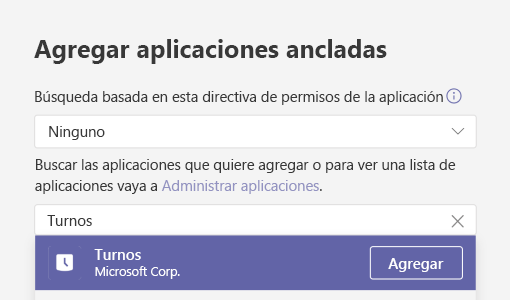 Agregar aplicaciones ancladas
Búsqueda basada en esta directiva de permisos de la aplicación
Ninguno
Buscar las aplicaciones que quiere agregar o para ver una lista de
aplicaciones vaya a Administrar aplicaciones.
Turnos
Turnos
Microsoft Corp.
Agregar